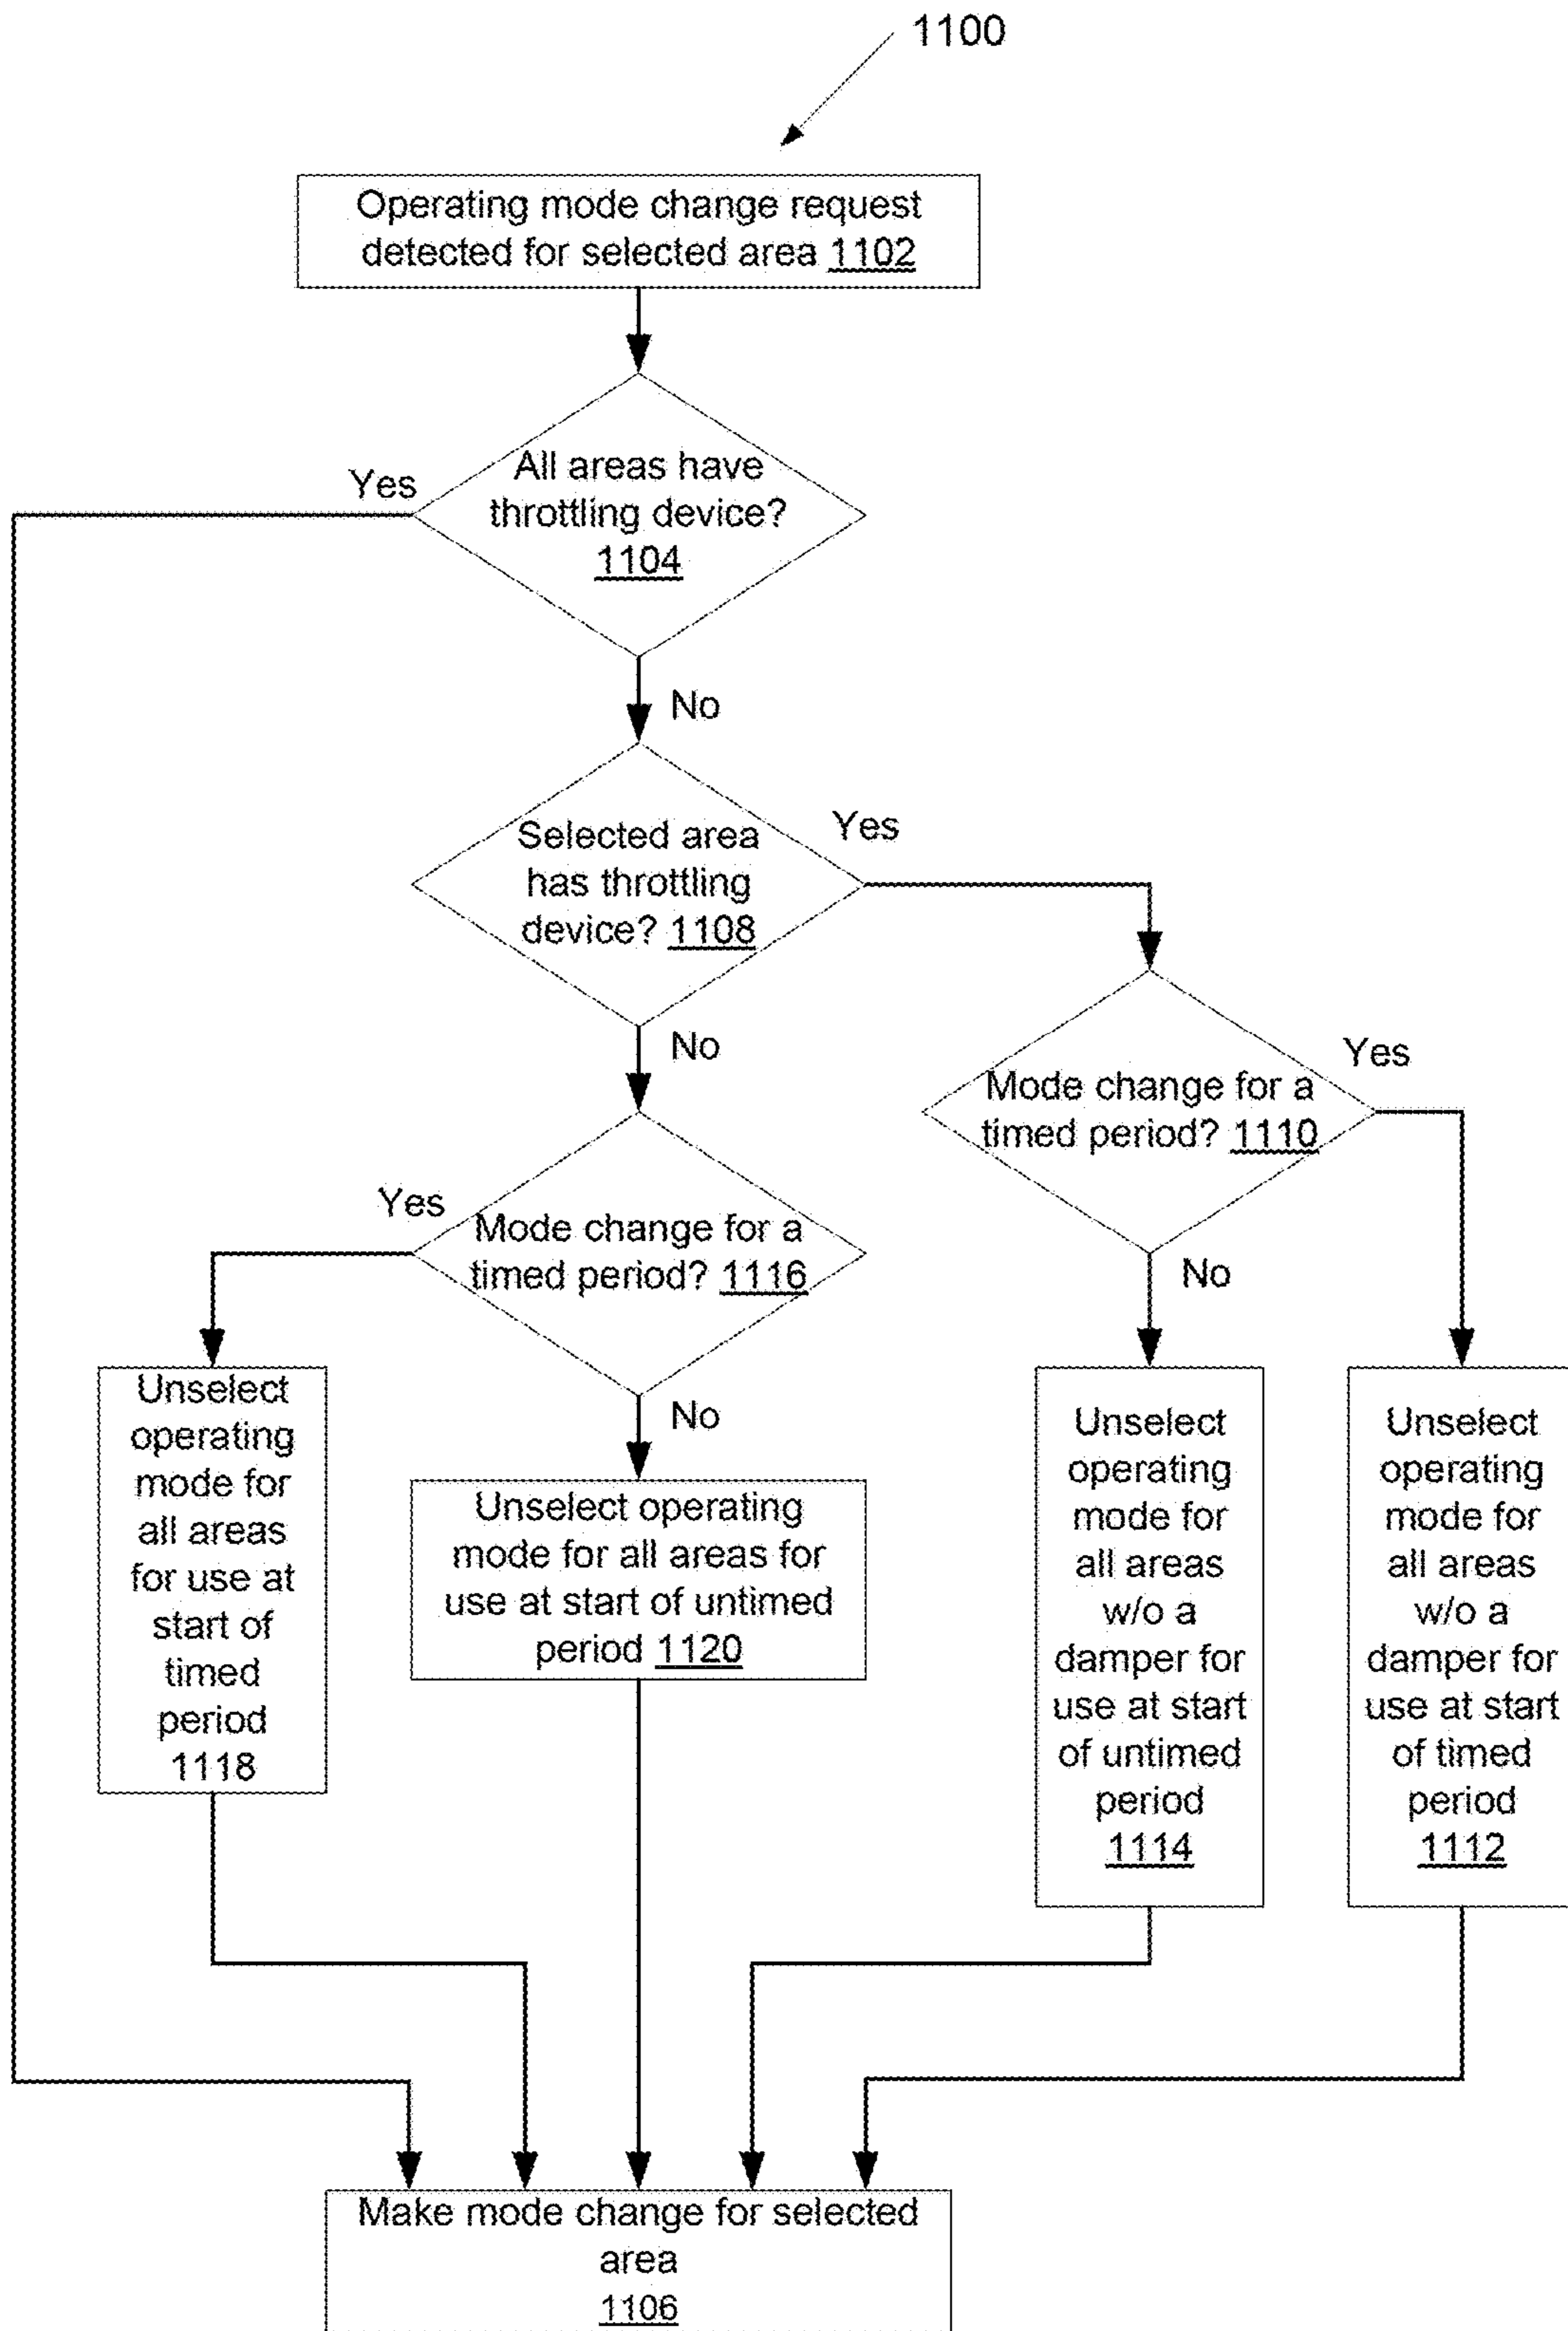 1100
Operating mode change request
detected for selected area 1102
All areas have
throttling device?
1104
Yes
No
Selected area
has throttling
device? 1108
Yes
No
Mode change for a
timed period? 1110
Yes
No
Mode change for a
timed period? 1116
Yes
No
Unselect
operating
mode for
all areas
for use at
start of
timed
period
1118
Unselect operating
mode for all areas for
use at start of untimed
period 1120
Unselect
operating
mode for
all areas
w/o a
damper for
use at start
of untimed
period
1114
Unselect
operating
mode for
all areas
w/o a
damper for
use at start
of timed
period
1112
Make mode change for selected
area
1106